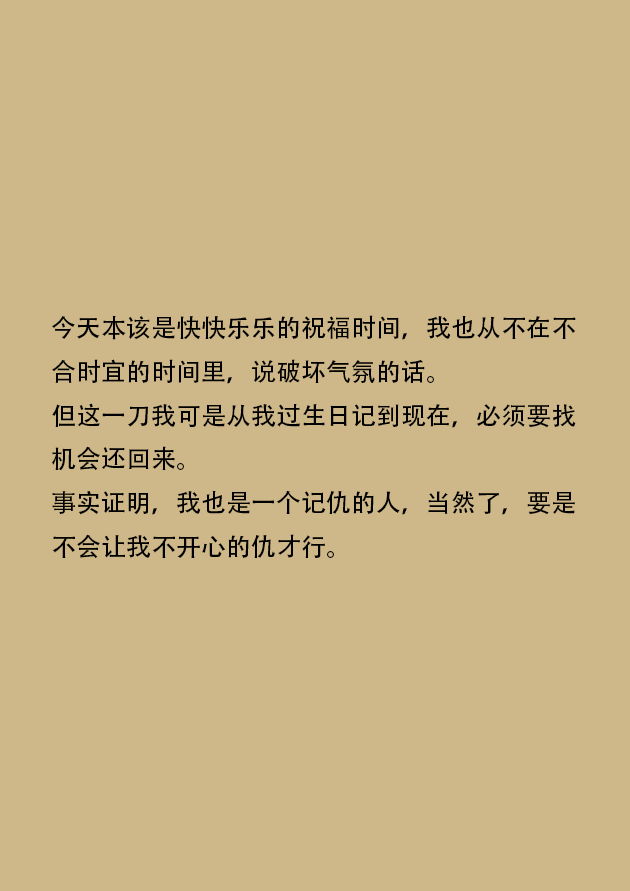 今天本该是快快乐乐的祝福时间，我也从不在不
合时宜的时间里，说破坏气氛的话。
但这一刀我可是从我过生日记到现在，必须要找
机会还回来。
事实证明，我也是一个记仇的人，当然了，要是
不会让我不开心的仇才行。